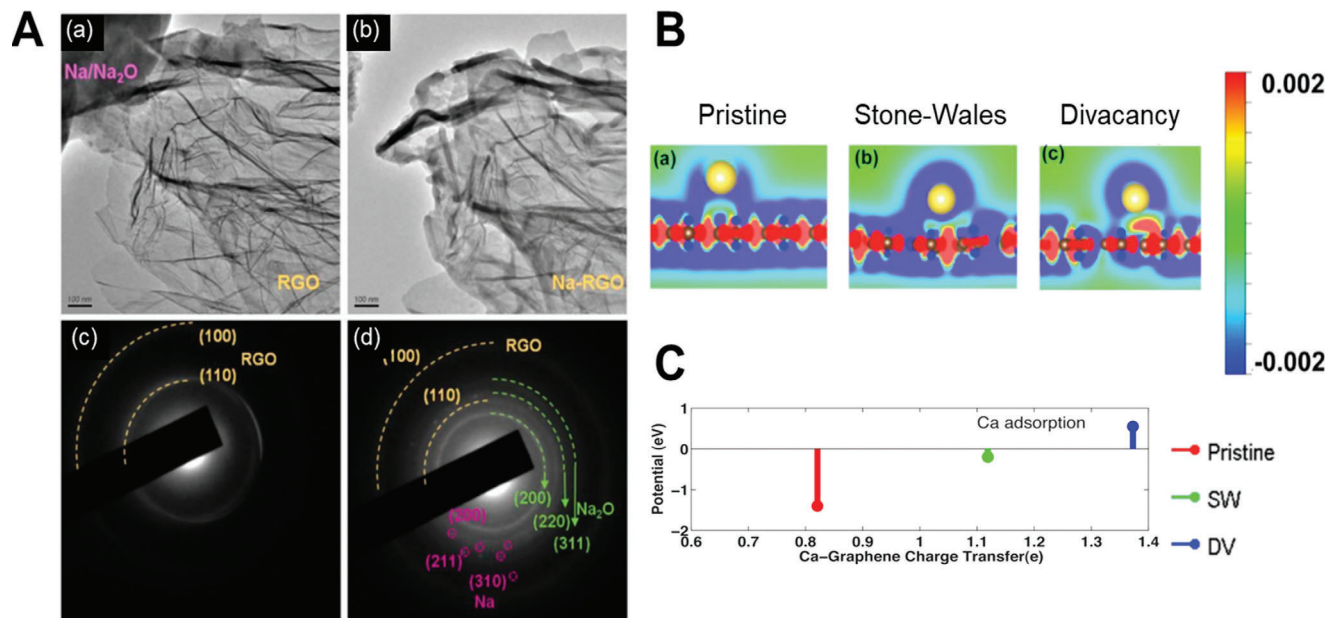 A
(a)
Na/Na₂O
RGO
100 nm
(b)
Na-RGO
100 nm
(c)
(100)
RGO
(110)
(d)
100)
RGO
(110)
(200)
Na₂O
(220)
(311)
(200)
(211)
(310)
Na
B
Pristine
Stone-Wales
Divacancy
(a)
(b)
(c)
0.002
-0.002
C
Potential (eV)
1
0
−1
−2
Ca adsorption
0.6 0.7 0.8 0.9 1 1.1 1.2 1.3 1.4
Ca–Graphene Charge Transfer(e)
Pristine
SW
DV